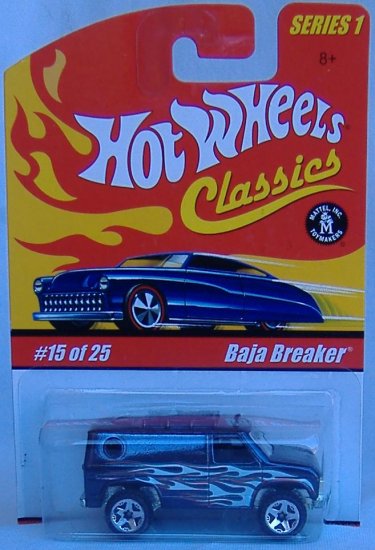 SERIES 1
8+
HOT WHEELS
Classics
MATTEL, INC.
M
TOYMAKERS
#15 of 25
Baja Breaker®